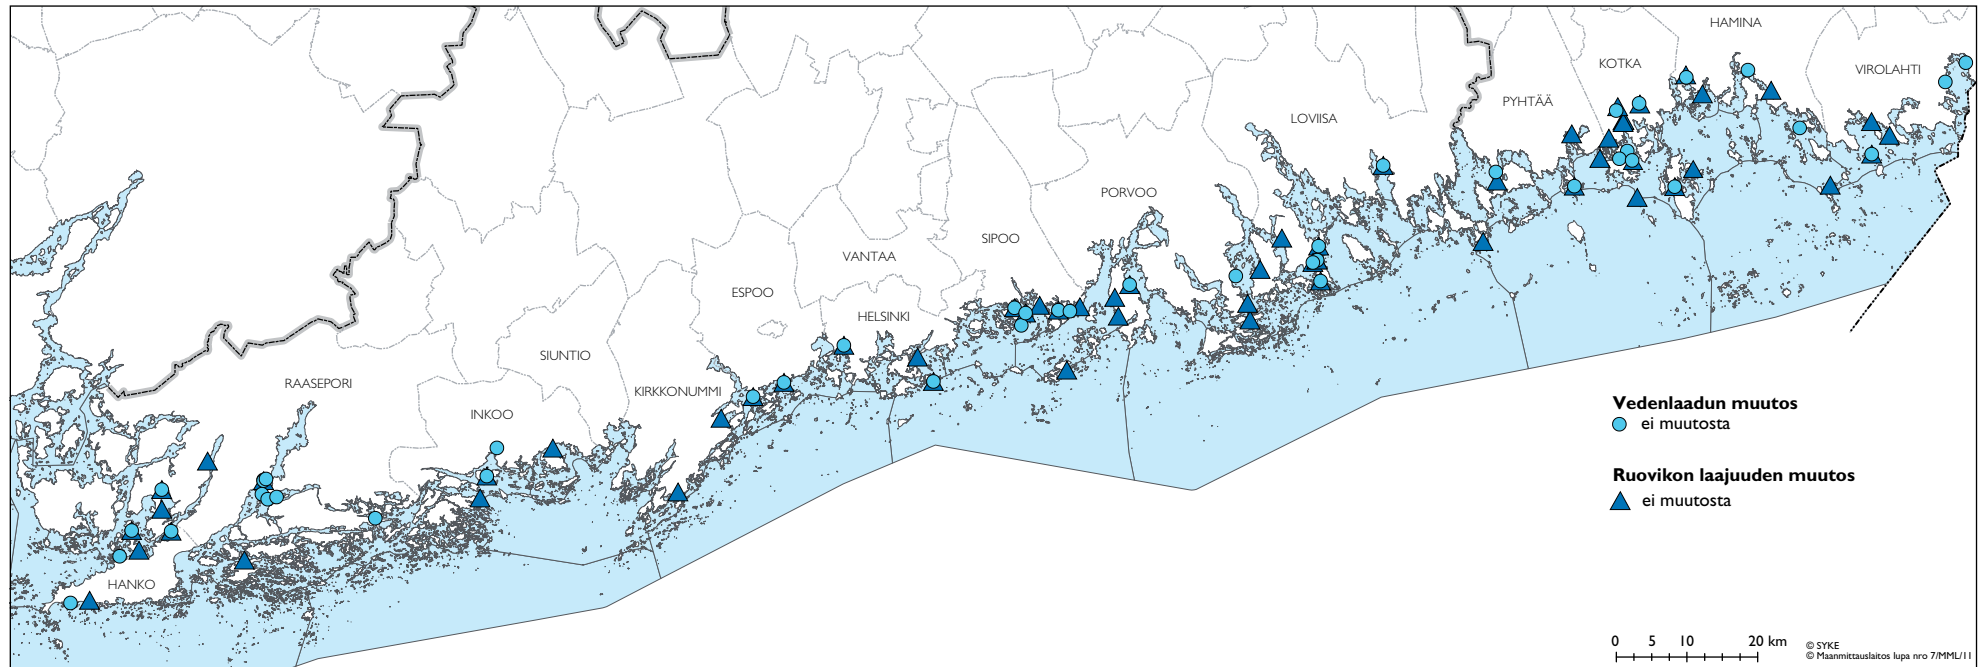 HAMINA
KOTKA
VIROLAHTI
PYHTÄÄ
LOVIISA
PORVOO
SIPOO
VANTAA
ESPOO
HELSINKI
SIUNTIO
RAASEPORI
KIRKKONUMMI
INKOO
HANKO
Vedenlaadun muutos
ei muutosta
Ruovikon laajuuden muutos
ei muutosta
0 5 10 20 km
© SYKE
© Maanmittauslaitos lupa nro 7/MML/11